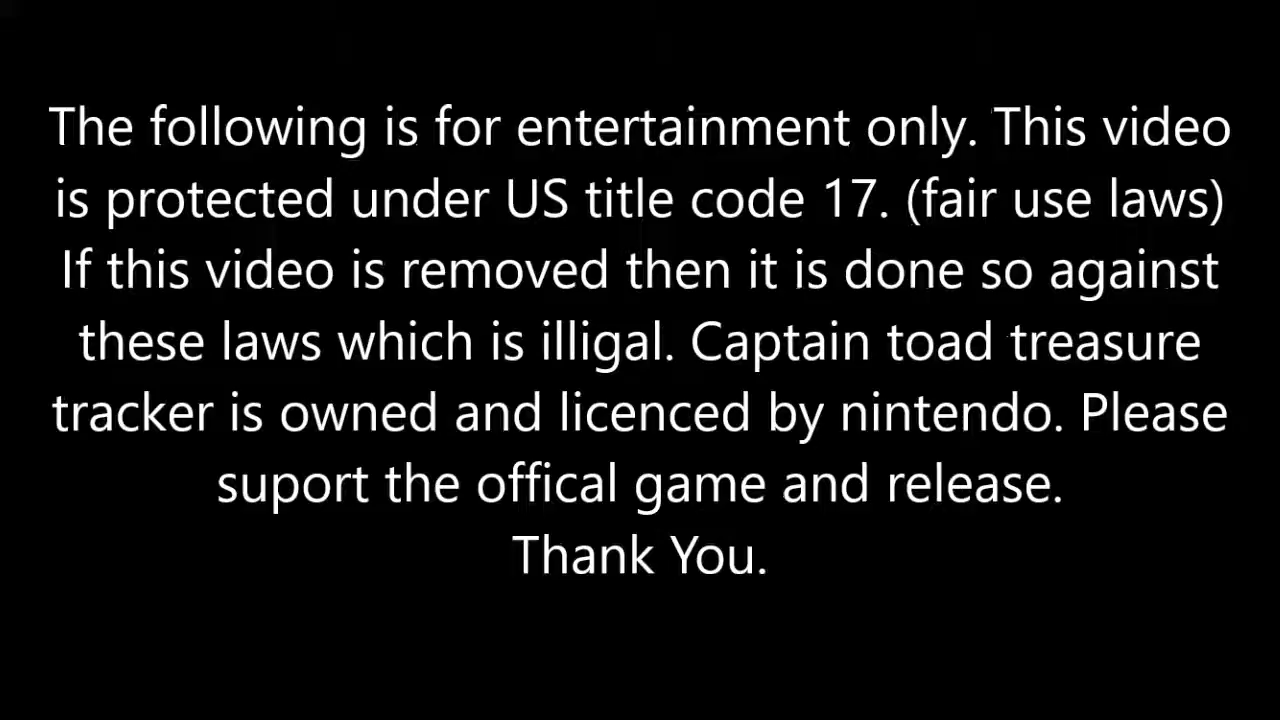 The following is for entertainment only. This video
is protected under US title code 17. (fair use laws)
If this video is removed then it is done so against
these laws which is illigal. Captain toad treasure
tracker is owned and licenced by nintendo. Please
suport the offical game and release.
Thank You.